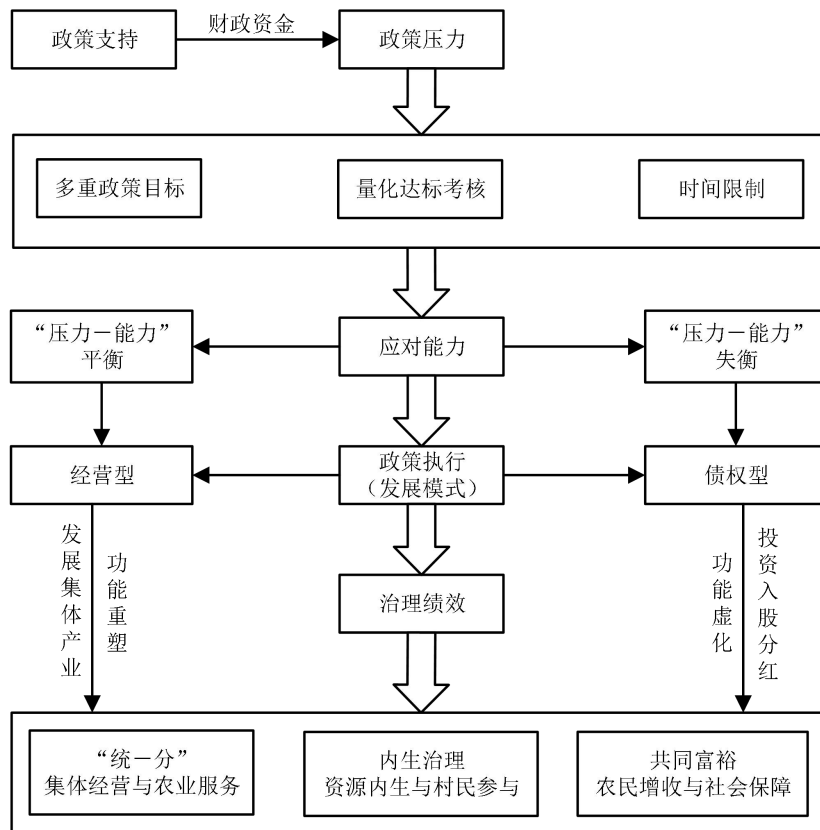 政策支持
财政资金
政策压力
多重政策目标
量化达标考核
时间限制
“压力－能力”
平衡
应对能力
“压力－能力”
失衡
经营型
政策执行
（发展模式）
债权型
发展集体产业
功能重塑
治理绩效
功能虚化
投资入股分红
“统－分”
集体经营与农业服务
内生治理
资源内生与村民参与
共同富裕
农民增收与社会保障